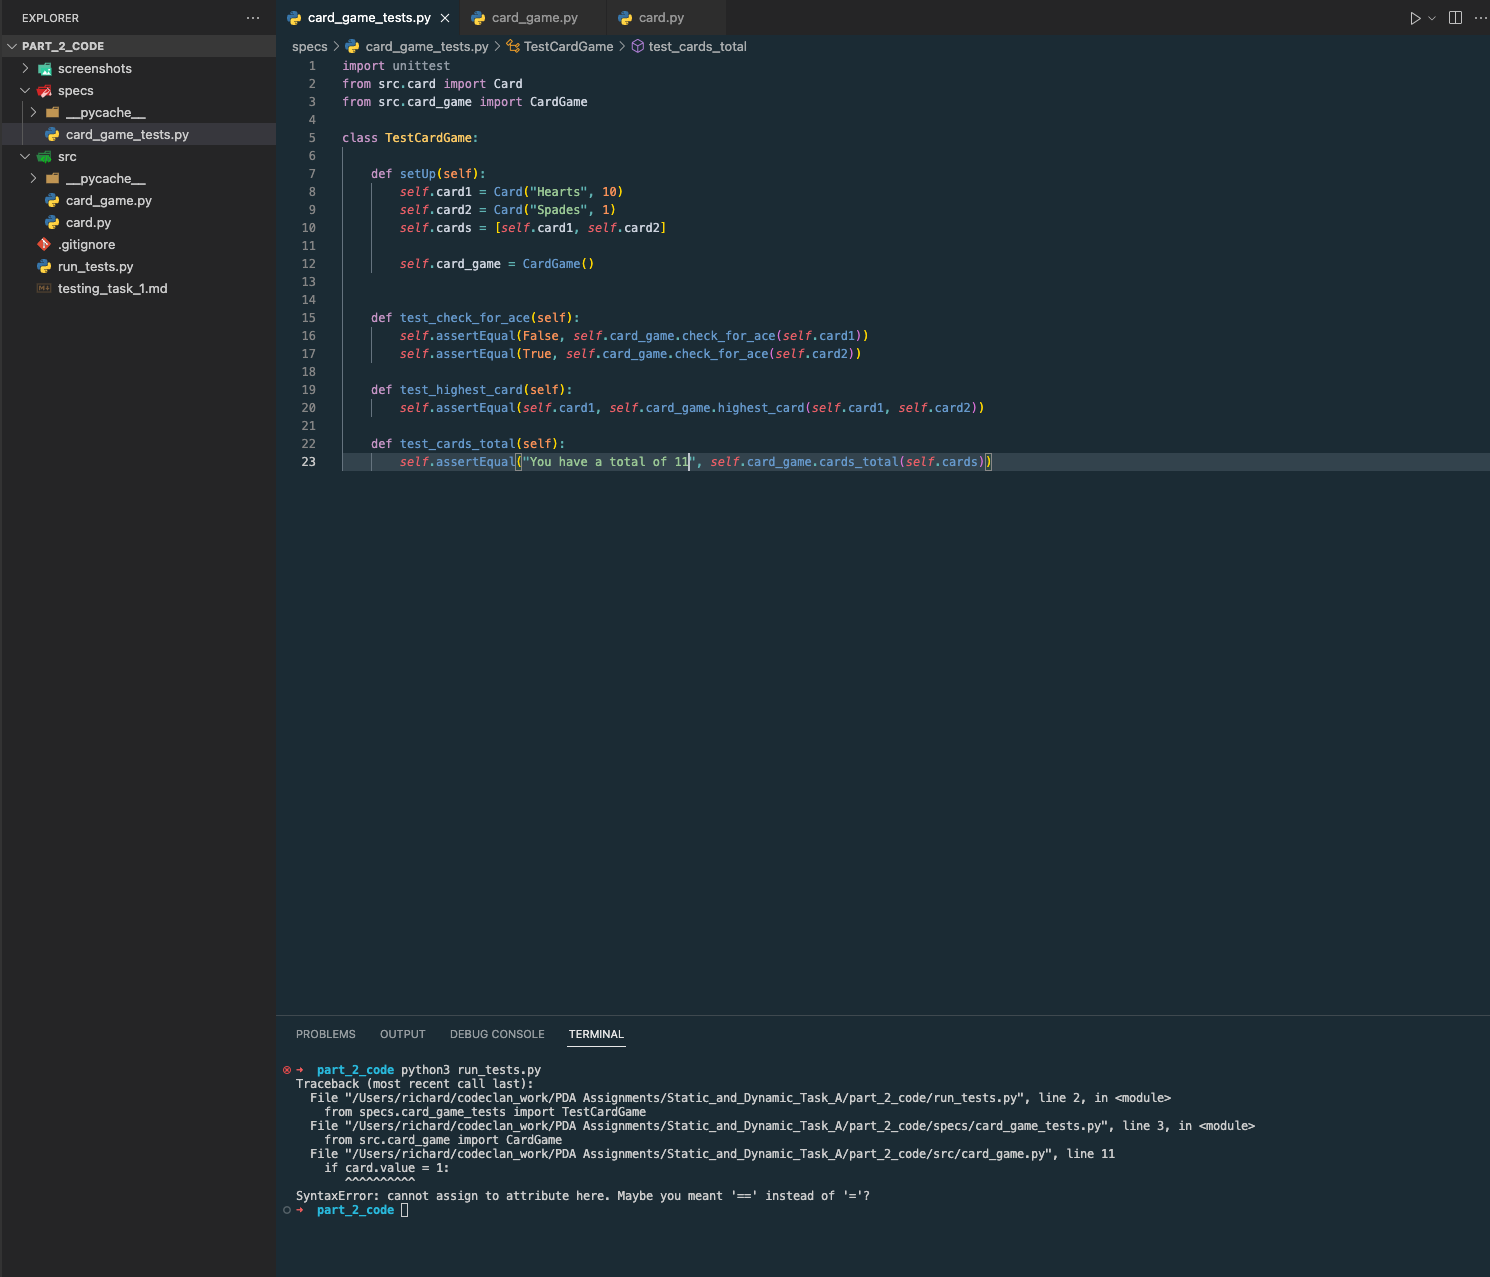 EXPLORER
PART_2_CODE
screenshots
specs
__pycache__
card_game_tests.py
src
__pycache__
card_game.py
card.py
.gitignore
run_tests.py
testing_task_1.md
card_game_tests.py
card_game.py
card.py
specs > card_game_tests.py > TestCardGame > test_cards_total
1 import unittest
2 from src.card import Card
3 from src.card_game import CardGame
4
5 class TestCardGame:
6
7 def setUp(self):
8 self.card1 = Card("Hearts", 10)
9 self.card2 = Card("Spades", 1)
10 self.cards = [self.card1, self.card2]
11
12 self.card_game = CardGame()
13
14
15 def test_check_for_ace(self):
16 self.assertEqual(False, self.card_game.check_for_ace(self.card1))
17 self.assertEqual(True, self.card_game.check_for_ace(self.card2))
18
19 def test_highest_card(self):
20 self.assertEqual(self.card1, self.card_game.highest_card(self.card1, self.card2))
21
22 def test_cards_total(self):
23 self.assertEqual("You have a total of 11", self.card_game.cards_total(self.cards))
PROBLEMS OUTPUT DEBUG CONSOLE TERMINAL
part_2_code python3 run_tests.py
Traceback (most recent call last):
File "/Users/richard/codeclan_work/PDA Assignments/Static_and_Dynamic_Task_A/part_2_code/run_tests.py", line 2, in <module>
from specs.card_game_tests import TestCardGame
File "/Users/richard/codeclan_work/PDA Assignments/Static_and_Dynamic_Task_A/part_2_code/specs/card_game_tests.py", line 3, in <module>
from src.card_game import CardGame
File "/Users/richard/codeclan_work/PDA Assignments/Static_and_Dynamic_Task_A/part_2_code/src/card_game.py", line 11
if card.value = 1:
^^^^^^^^^^
SyntaxError: cannot assign to attribute here. Maybe you meant '==' instead of '='?
part_2_code